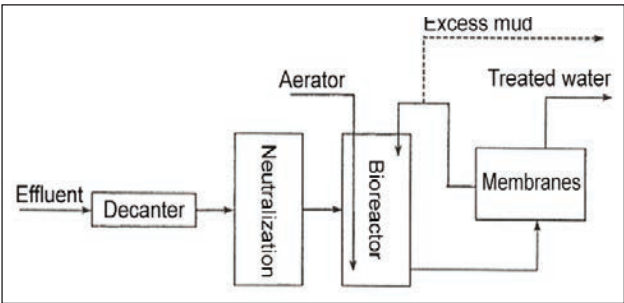 Excess mud
Aerator
Treated water
Neutralization
Bioreactor
Membranes
Effluent
Decanter